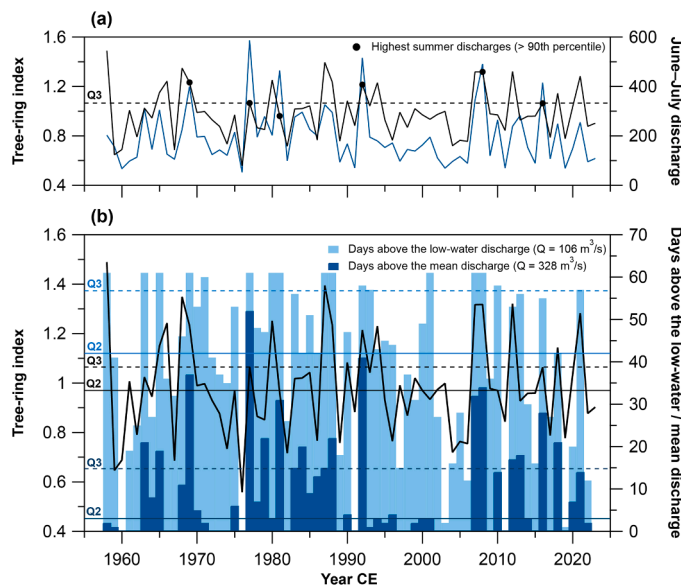 (a)
1.6
1.2
0.8
0.4
Tree-ring index
Q3
Highest summer discharges (> 90th percentile)
600
500
400
300
200
100
0
June–July discharge
(b)
1.6
1.4
1.2
1
0.8
0.6
0.4
Tree-ring index
Days above the low-water discharge (Q = 106 m³/s)
Days above the mean discharge (Q = 328 m³/s)
Q3
Q2
Q3
Q2
Q3
Q2
70
60
50
40
30
20
10
0
Days above the low-water / mean discharge
1960 1970 1980 1990 2000 2010 2020
Year CE